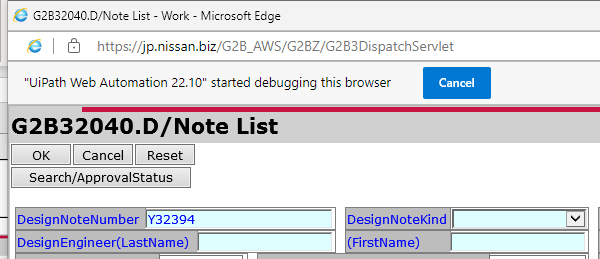 G2B32040.D/Note List - Work - Microsoft Edge
https://jp.nissan.biz/G2B_AWS/G2BZ/G2B3DispatchServlet
"UiPath Web Automation 22.10" started debugging this browser Cancel
G2B32040.D/Note List
OK Cancel Reset
Search/ApprovalStatus
DesignNoteNumber Y32394 DesignNoteKind
DesignEngineer(LastName) (FirstName)